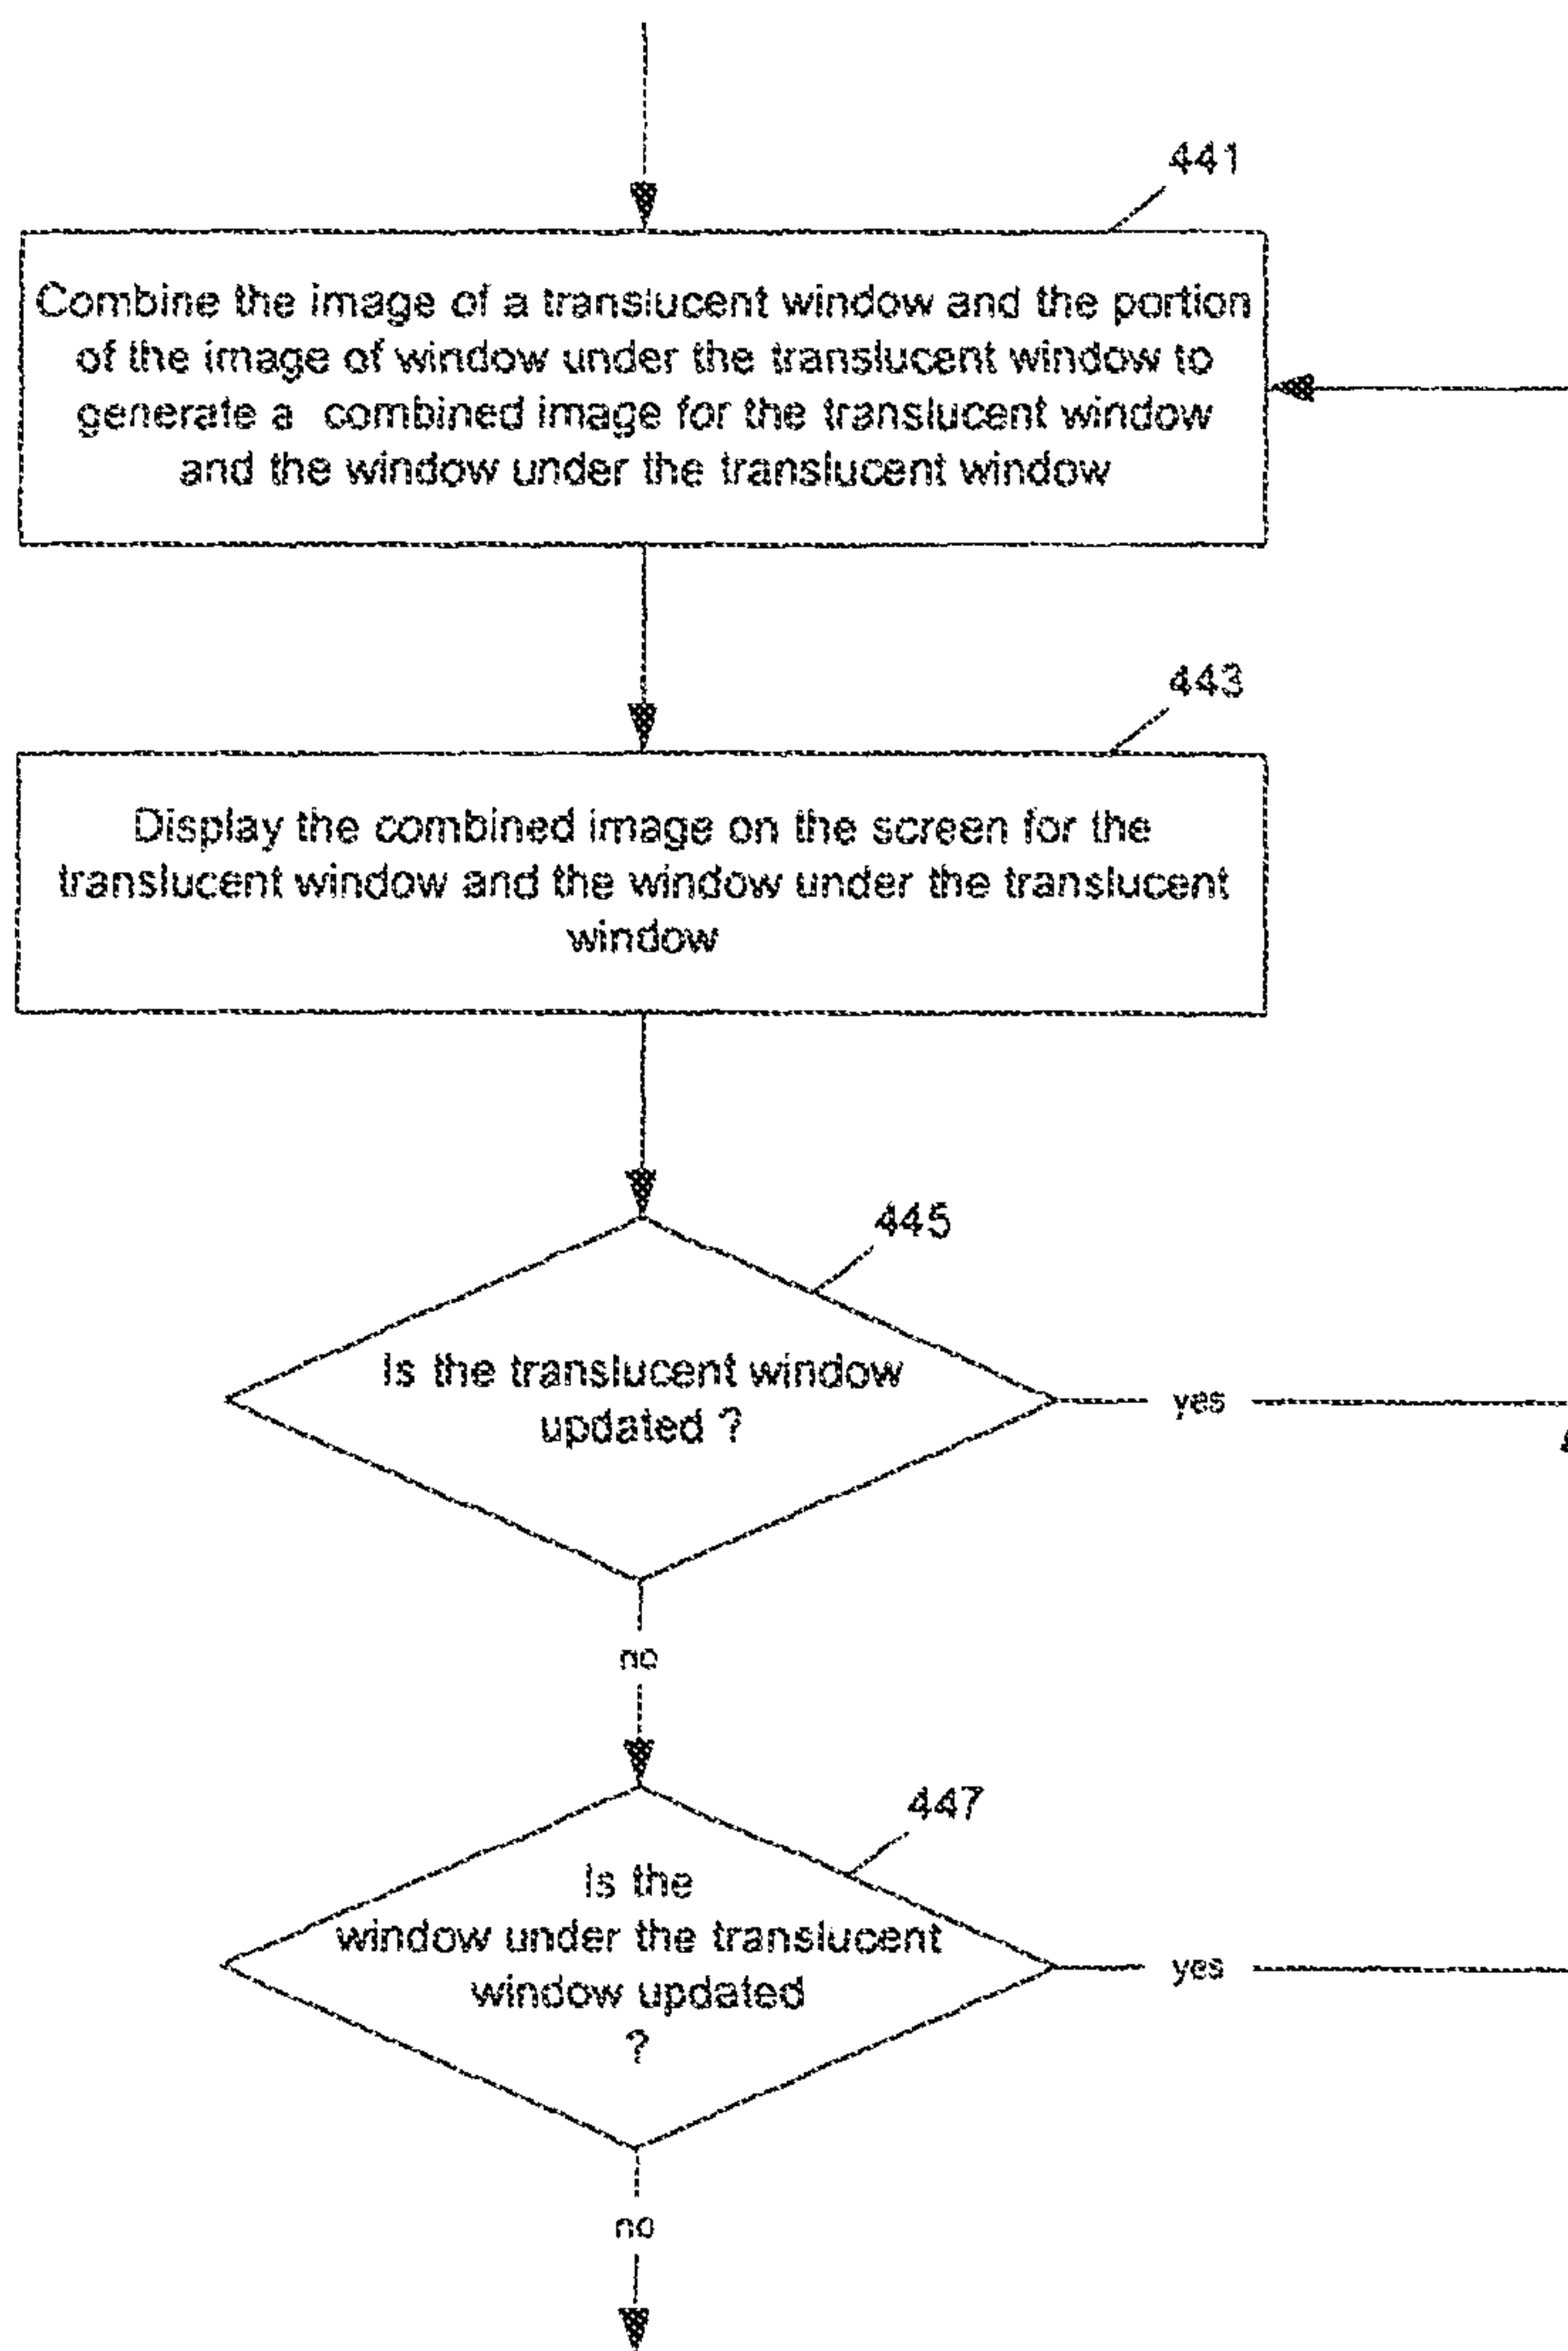 441
Combine the image of a translucent window and the portion
of the image of window under the translucent window to
generate a combined image for the translucent window
and the window under the translucent window
443
Display the combined image on the screen for the
translucent window and the window under the translucent
window
445
Is the translucent window
updated ?
yes
no
447
Is the
window under the translucent
window updated
?
yes
no